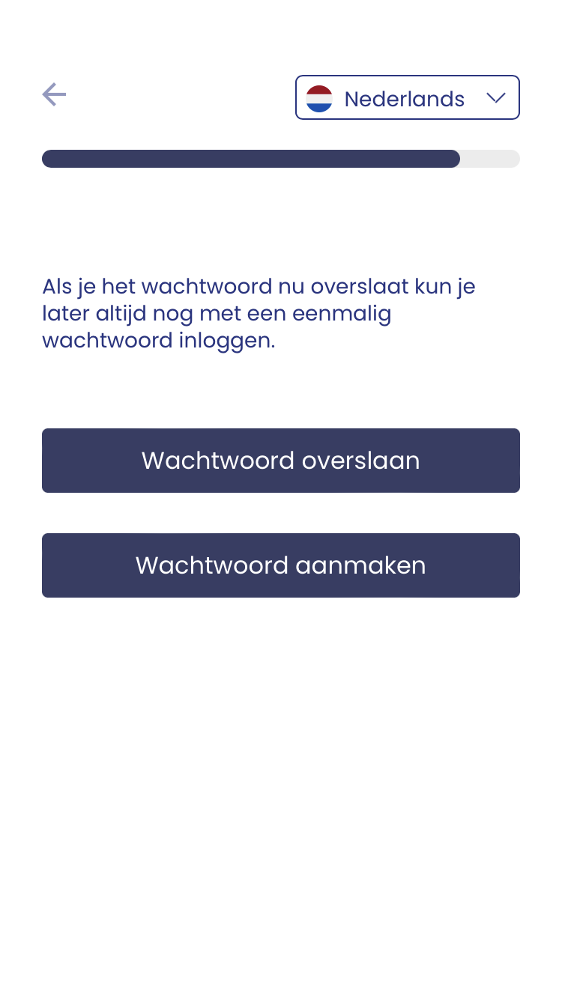 Nederlands
Als je het wachtwoord nu overslaat kun je
later altijd nog met een eenmalig
wachtwoord inloggen.
Wachtwoord overslaan
Wachtwoord aanmaken